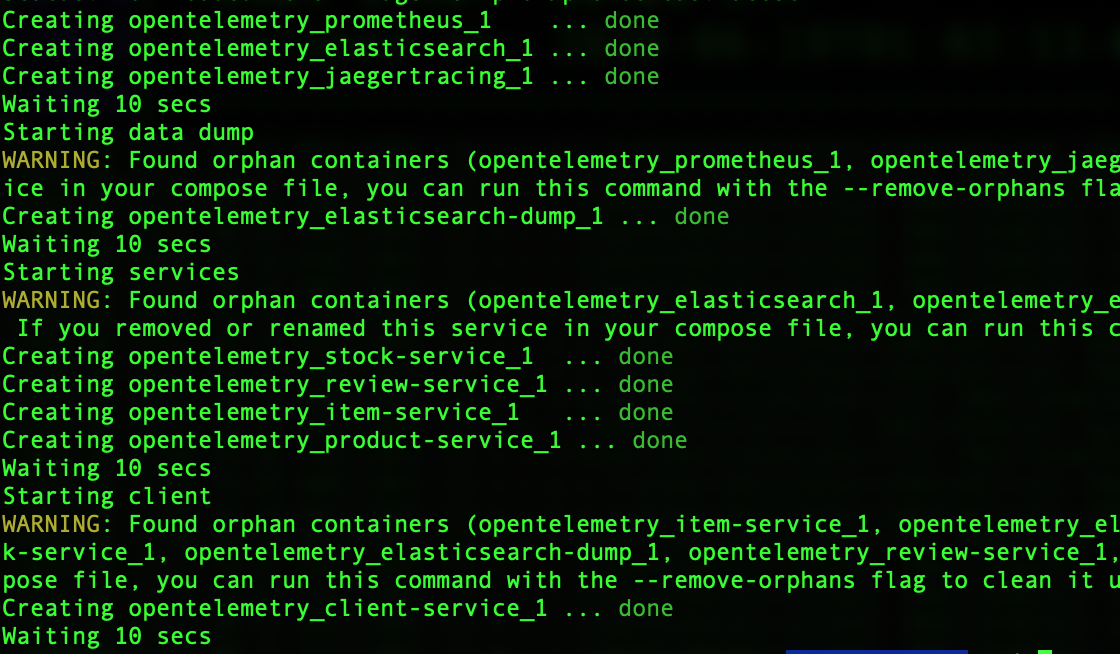 Creating opentelemetry_prometheus_1    ... done
Creating opentelemetry_elasticsearch_1 ... done
Creating opentelemetry_jaegertracing_1 ... done
Waiting 10 secs
Starting data dump
WARNING: Found orphan containers (opentelemetry_prometheus_1, opentelemetry_jaeg
ice in your compose file, you can run this command with the --remove-orphans fla
Creating opentelemetry_elasticsearch-dump_1 ... done
Waiting 10 secs
Starting services
WARNING: Found orphan containers (opentelemetry_elasticsearch_1, opentelemetry_e
 If you removed or renamed this service in your compose file, you can run this c
Creating opentelemetry_stock-service_1   ... done
Creating opentelemetry_review-service_1 ... done
Creating opentelemetry_item-service_1    ... done
Creating opentelemetry_product-service_1 ... done
Waiting 10 secs
Starting client
WARNING: Found orphan containers (opentelemetry_item-service_1, opentelemetry_el
k-service_1, opentelemetry_elasticsearch-dump_1, opentelemetry_review-service_1,
pose file, you can run this command with the --remove-orphans flag to clean it u
Creating opentelemetry_client-service_1 ... done
Waiting 10 secs